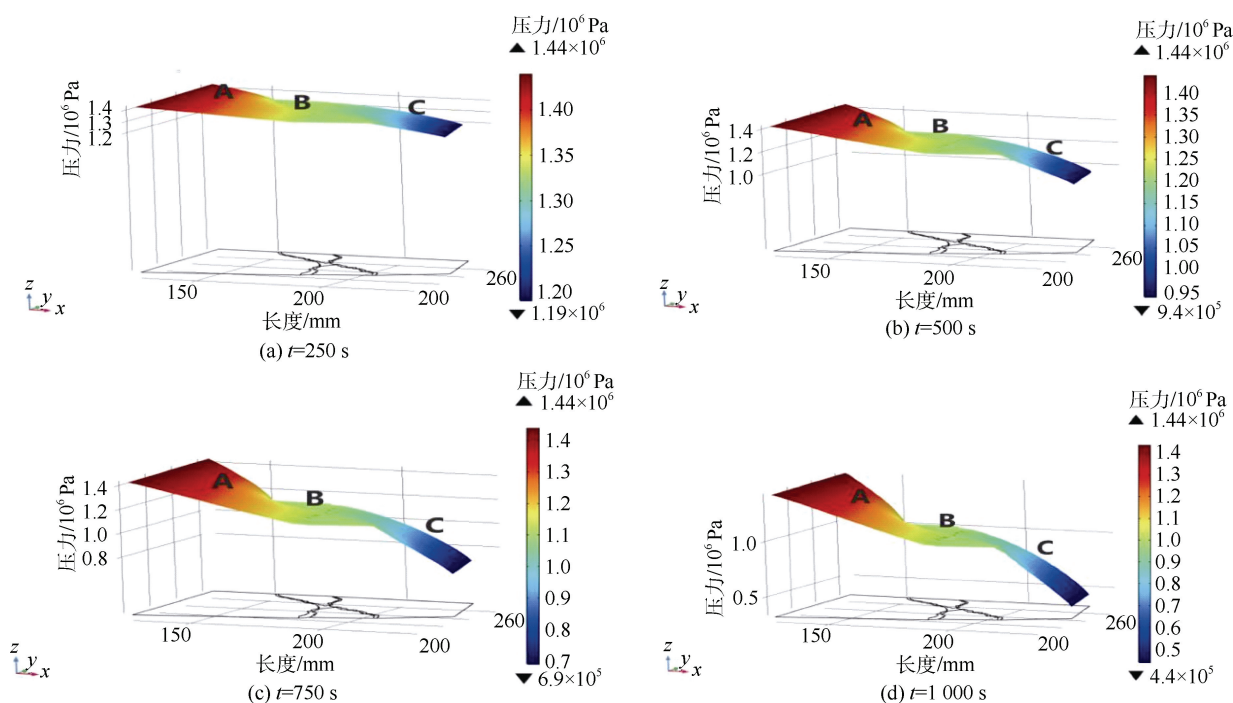 压力/10⁶ Pa
▲ 1.44×10⁶
A
B
C
压力/10⁶ Pa
1.4
1.3
1.2
1.40
1.35
1.30
1.25
1.20
▼ 1.19×10⁶
150
200
200
260
长度/mm
z
y
x
(a) t=250 s
压力/10⁶ Pa
▲ 1.44×10⁶
A
B
C
压力/10⁶ Pa
1.4
1.2
1.0
1.40
1.35
1.30
1.25
1.20
1.15
1.10
1.05
1.00
0.95
▼ 9.4×10⁵
150
200
200
260
长度/mm
z
y
x
(b) t=500 s
压力/10⁶ Pa
▲ 1.44×10⁶
A
B
C
压力/10⁶ Pa
1.4
1.2
1.0
0.8
1.4
1.3
1.2
1.1
1.0
0.9
0.8
0.7
▼ 6.9×10⁵
150
200
200
260
长度/mm
z
y
x
(c) t=750 s
压力/10⁶ Pa
▲ 1.44×10⁶
A
B
C
压力/10⁶ Pa
1.0
0.5
1.4
1.3
1.2
1.1
1.0
0.9
0.8
0.7
0.6
0.5
▼ 4.4×10⁵
150
200
200
260
长度/mm
z
y
x
(d) t=1 000 s